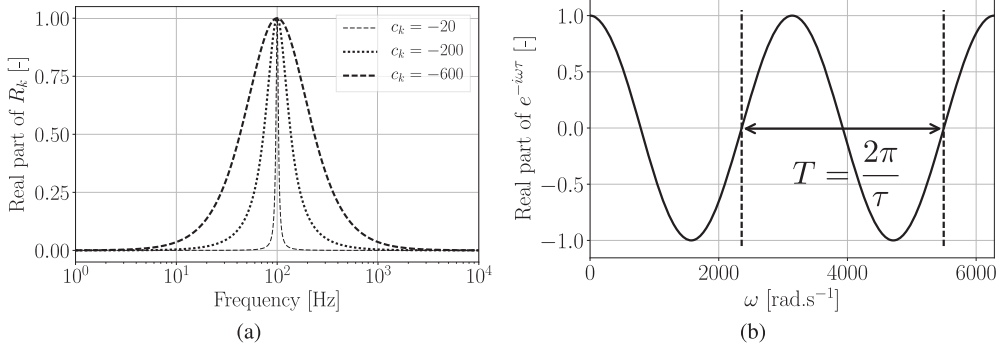 1.00
0.75
0.50
0.25
0.00
Real part of R_k [-]
c_k = −20
c_k = −200
c_k = −600
10^0
10^1
10^2
10^3
10^4
Frequency [Hz]
(a)
1.0
0.5
0.0
−0.5
−1.0
Real part of e^{−iωτ} [-]
T = 2π/τ
0
2000
4000
6000
ω [rad.s^{−1}]
(b)